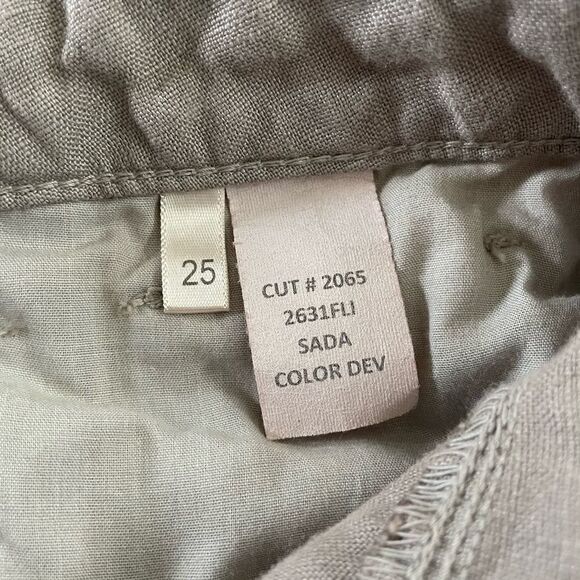 25
CUT # 2065
2631FLI
SADA
COLOR DEV